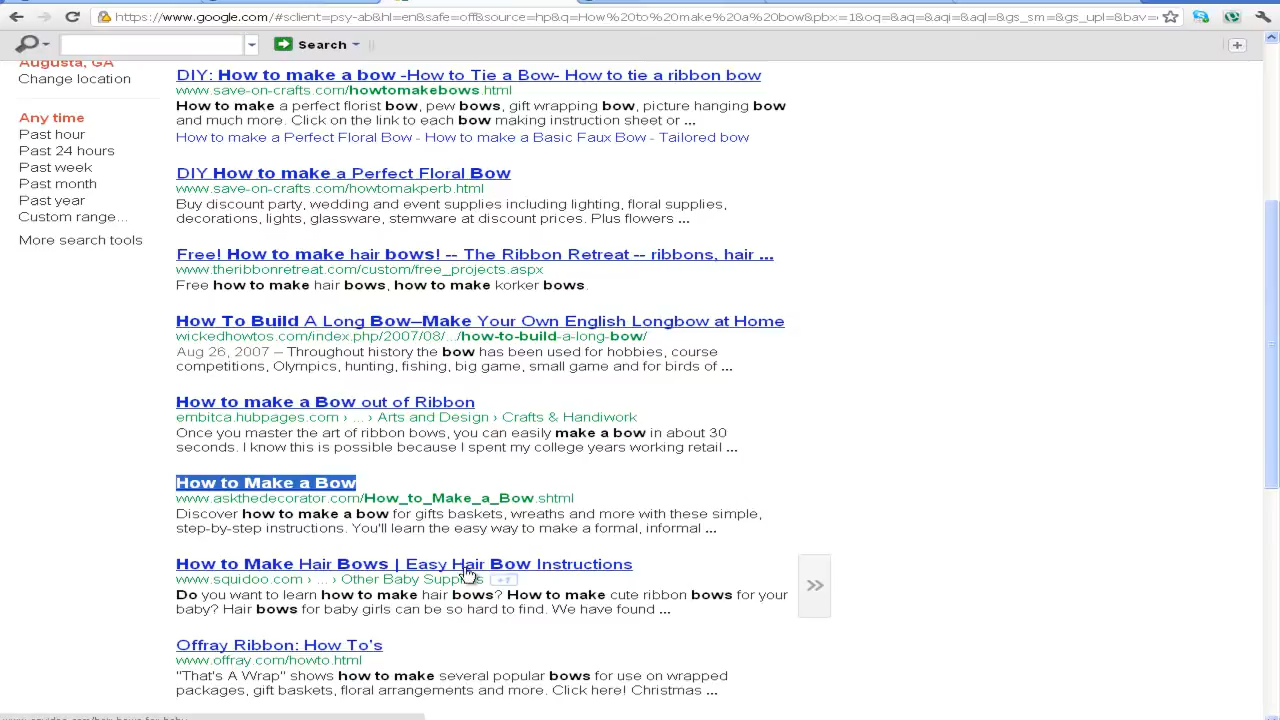 https://www.google.com/#sclient=psy-ab&hl=en&safe=off&source=hp&q=How%20to%20make%20a%20bow&pbx=1&oq=&aq=&aqi=&aql=&gs_sm=&gs_upl=&bav=
Search
Augusta, GA
Change location
Any time
Past hour
Past 24 hours
Past week
Past month
Past year
Custom range...
More search tools
DIY: How to make a bow -How to Tie a Bow- How to tie a ribbon bow
www.save-on-crafts.com/howtomakebows.html
How to make a perfect florist bow, pew bows, gift wrapping bow, picture hanging bow
and much more. Click on the link to each bow making instruction sheet or ...
How to make a Perfect Floral Bow - How to make a Basic Faux Bow - Tailored bow
DIY How to make a Perfect Floral Bow
www.save-on-crafts.com/howtomakperb.html
Buy discount party, wedding and event supplies including lighting, floral supplies,
decorations, lights, glassware, stemware at discount prices. Plus flowers ...
Free! How to make hair bows! -- The Ribbon Retreat -- ribbons, hair ...
www.theribbonretreat.com/custom/free_projects.aspx
Free how to make hair bows, how to make korker bows.
How To Build A Long Bow—Make Your Own English Longbow at Home
wickedhowtos.com/index.php/2007/08/.../how-to-build-a-long-bow/
Aug 26, 2007 – Throughout history the bow has been used for hobbies, course
competitions, Olympics, hunting, fishing, big game, small game and for birds of ...
How to make a Bow out of Ribbon
embitca.hubpages.com › ... › Arts and Design › Crafts & Handiwork
Once you master the art of ribbon bows, you can easily make a bow in about 30
seconds. I know this is possible because I spent my college years working retail ...
How to Make a Bow
www.askthedecorator.com/How_to_Make_a_Bow.shtml
Discover how to make a bow for gifts baskets, wreaths and more with these simple,
step-by-step instructions. You'll learn the easy way to make a formal, informal ...
How to Make Hair Bows | Easy Hair Bow Instructions
www.squidoo.com › ... › Other Baby Supplies +1
Do you want to learn how to make hair bows? How to make cute ribbon bows for your
baby? Hair bows for baby girls can be so hard to find. We have found ...
Offray Ribbon: How To's
www.offray.com/howto.html
"That's A Wrap" shows how to make several popular bows for use on wrapped
packages, gift baskets, floral arrangements and more. Click here! Christmas ...